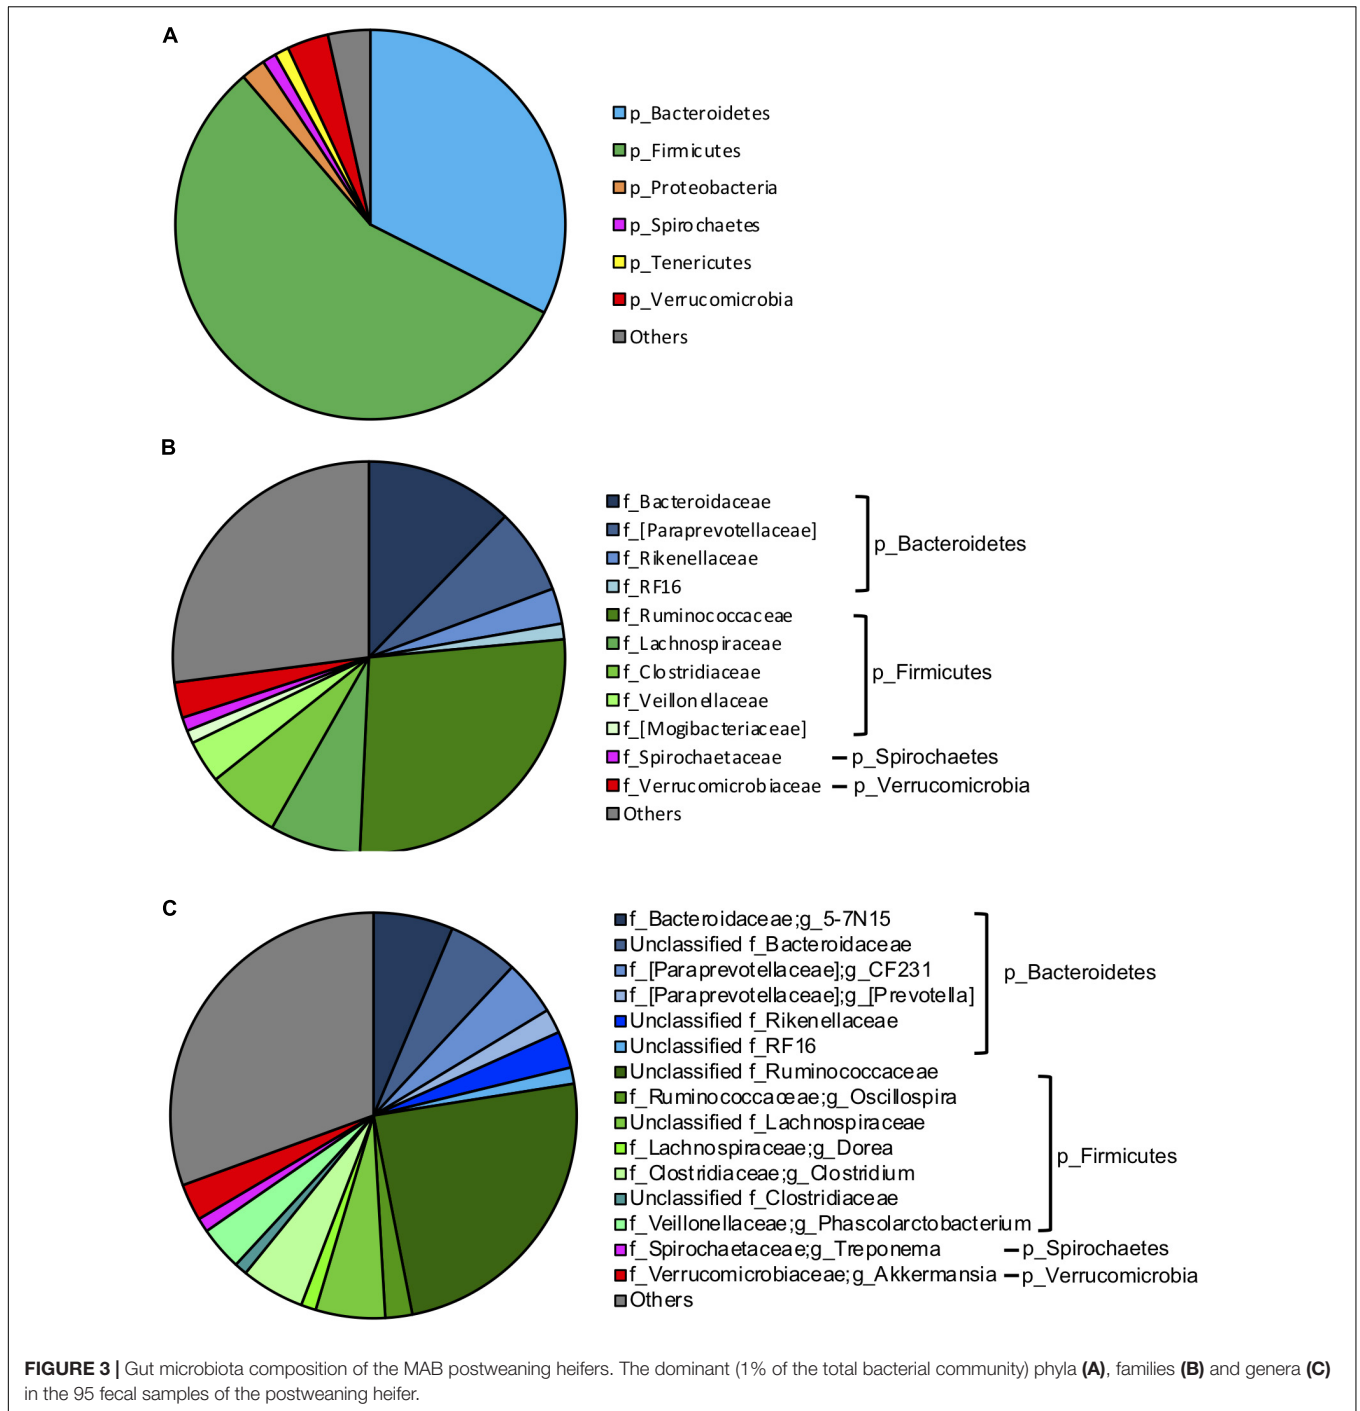 A
p_Bacteroidetes
p_Firmicutes
p_Proteobacteria
p_Spirochaetes
p_Tenericutes
p_Verrucomicrobia
Others
B
f_Bacteroidaceae
f_[Paraprevotellaceae]
f_Rikenellaceae
f_RF16
p_Bacteroidetes
f_Ruminococcaceae
f_Lachnospiraceae
f_Clostridiaceae
f_Veillonellaceae
f_[Mogibacteriaceae]
p_Firmicutes
f_Spirochaetaceae – p_Spirochaetes
f_Verrucomicrobiaceae – p_Verrucomicrobia
Others
C
f_Bacteroidaceae;g_5-7N15
Unclassified f_Bacteroidaceae
f_[Paraprevotellaceae];g_CF231
f_[Paraprevotellaceae];g_[Prevotella]
Unclassified f_Rikenellaceae
Unclassified f_RF16
p_Bacteroidetes
Unclassified f_Ruminococcaceae
f_Ruminococcaceae;g_Oscillospira
Unclassified f_Lachnospiraceae
f_Lachnospiraceae;g_Dorea
f_Clostridiaceae;g_Clostridium
Unclassified f_Clostridiaceae
f_Veillonellaceae;g_Phascolarctobacterium
p_Firmicutes
f_Spirochaetaceae;g_Treponema – p_Spirochaetes
f_Verrucomicrobiaceae;g_Akkermansia – p_Verrucomicrobia
Others
FIGURE 3 | Gut microbiota composition of the MAB postweaning heifers. The dominant (1% of the total bacterial community) phyla (A), families (B) and genera (C)
in the 95 fecal samples of the postweaning heifer.